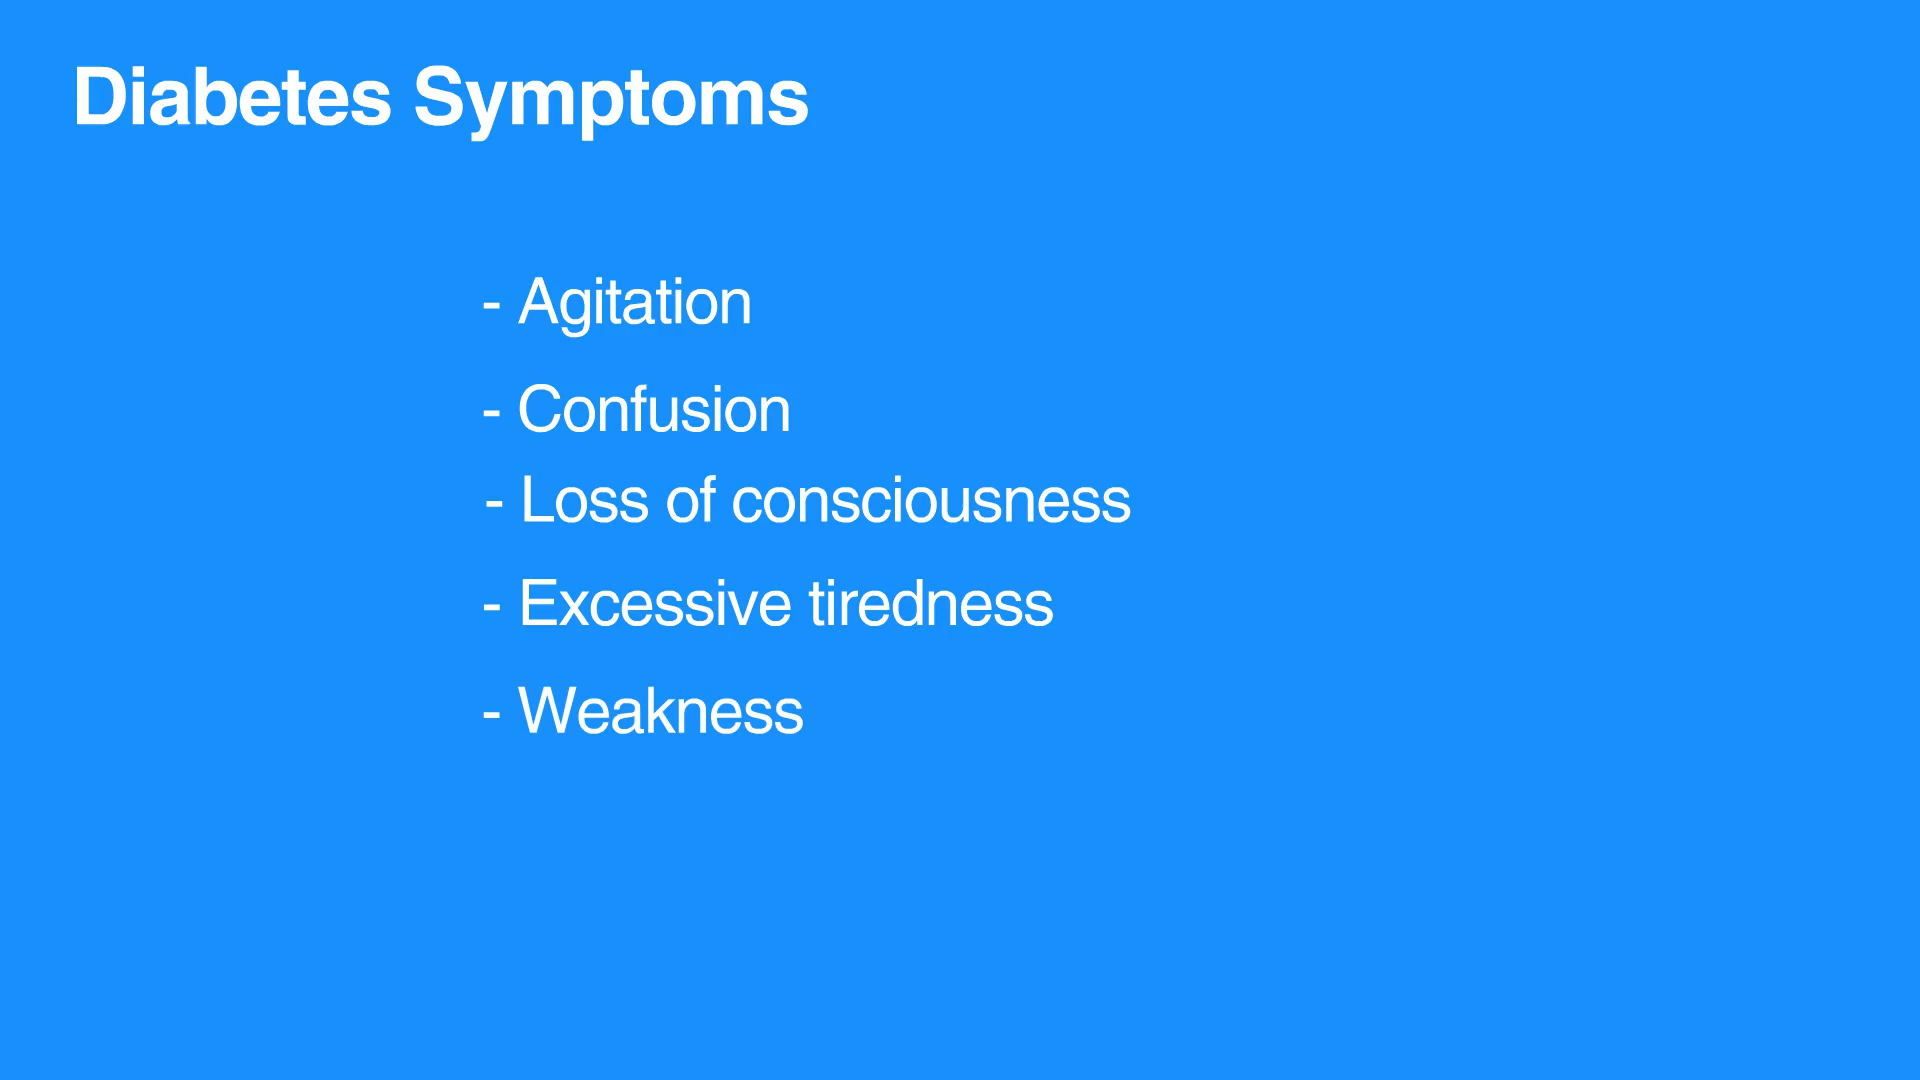 Diabetes Symptoms
- Agitation
- Confusion
- Loss of consciousness
- Excessive tiredness
- Weakness